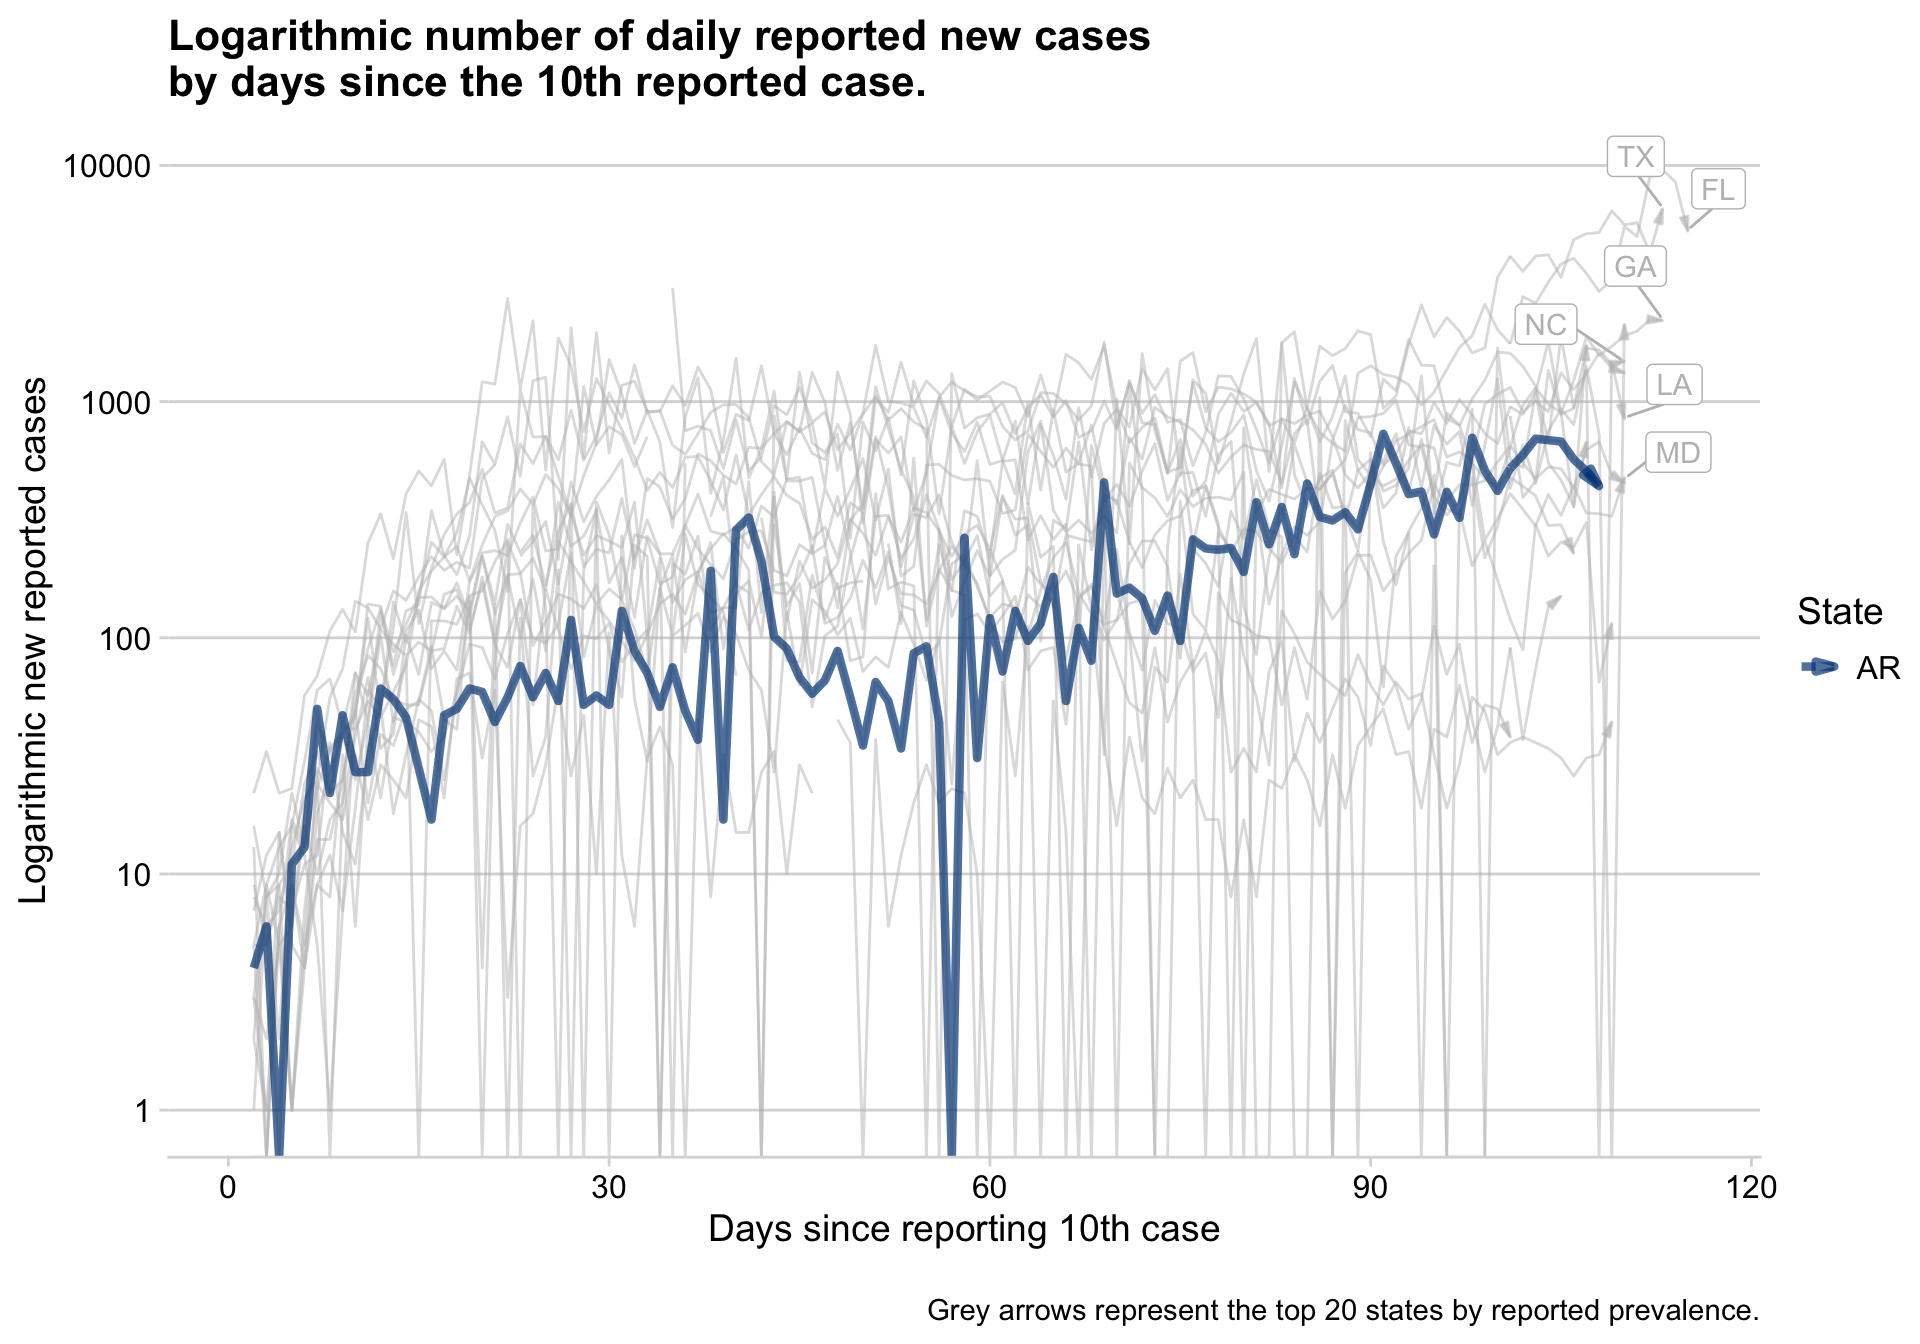 Logarithmic number of daily reported new cases
by days since the 10th reported case.
10000
1000
100
10
1
Logarithmic new reported cases
TX
FL
GA
NC
LA
MD
State
AR
0
30
60
90
120
Days since reporting 10th case
Grey arrows represent the top 20 states by reported prevalence.